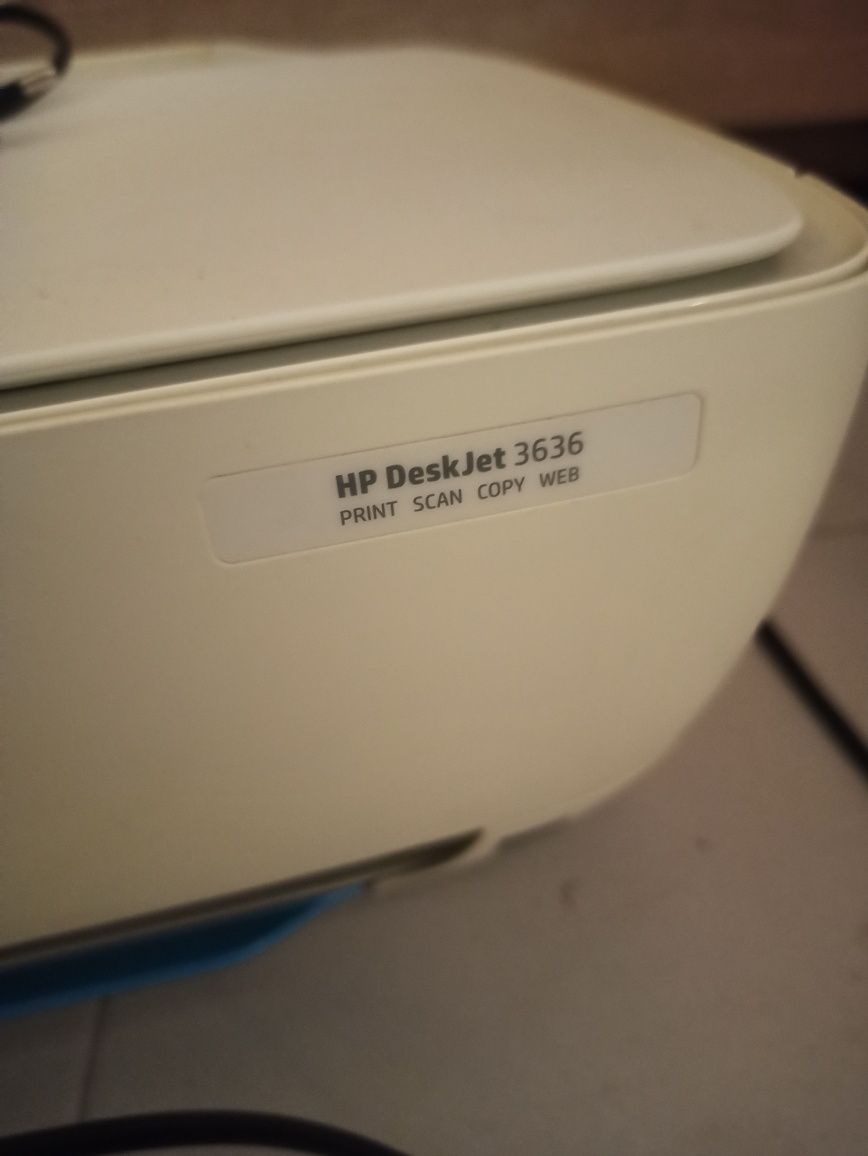 HP DeskJet 3636
PRINT SCAN COPY WEB